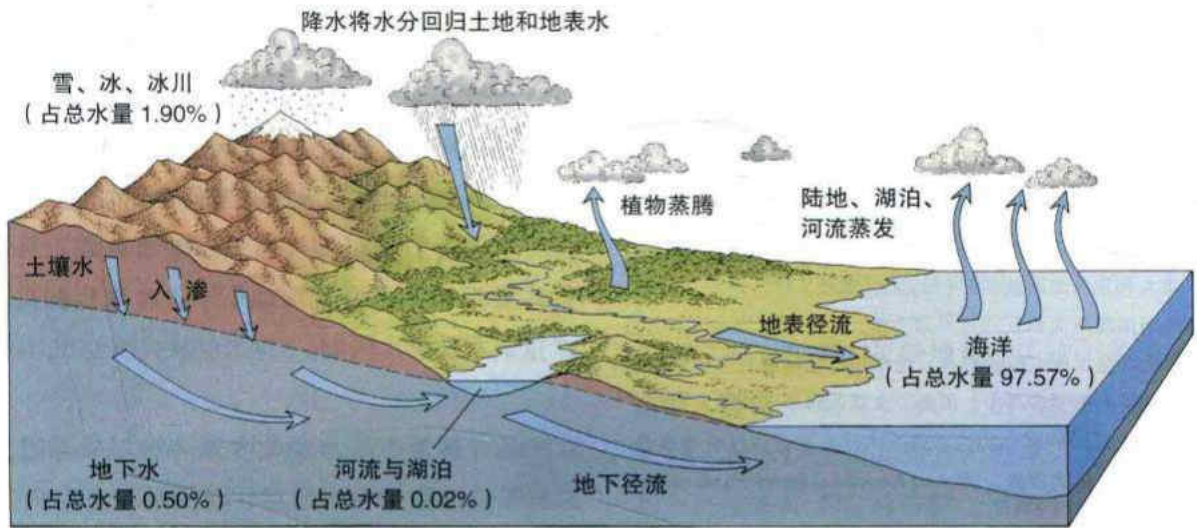 降水将水分回归土地和地表水
雪、冰、冰川
（占总水量 1.90%）
植物蒸腾
陆地、湖泊、
河流蒸发
土壤水
入渗
地表径流
海洋
（占总水量 97.57%）
地下水
（占总水量 0.50%）
河流与湖泊
（占总水量 0.02%）
地下径流